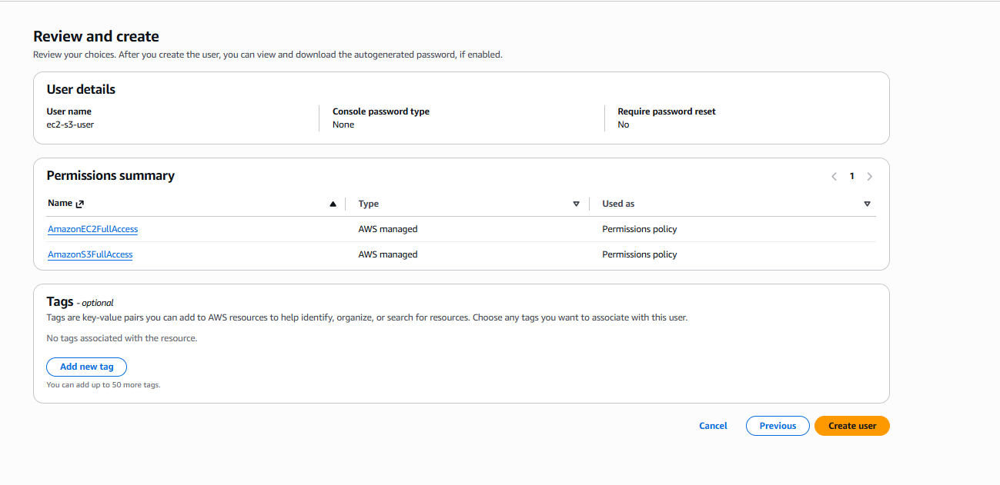 Review and create
Review your choices. After you create the user, you can view and download the autogenerated password, if enabled.
User details
User name
ec2-s3-user
Console password type
None
Require password reset
No
Permissions summary
1
Name Type Used as
AmazonEC2FullAccess AWS managed Permissions policy
AmazonS3FullAccess AWS managed Permissions policy
Tags - optional
Tags are key-value pairs you can add to AWS resources to help identify, organize, or search for resources. Choose any tags you want to associate with this user.
No tags associated with the resource.
Add new tag
You can add up to 50 more tags.
Cancel Previous Create user